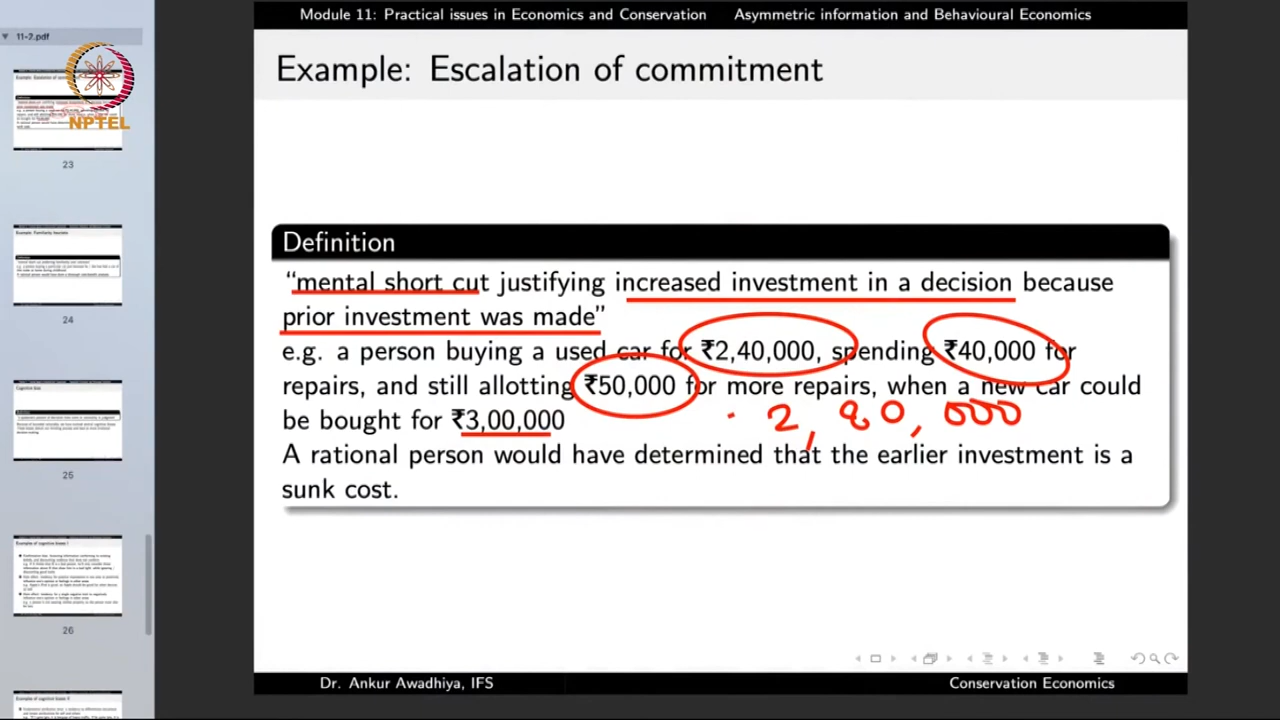 Module 11: Practical issues in Economics and Conservation Asymmetric information and Behavioural Economics
11-2.pdf
NPTEL
23
24
25
26
Example: Escalation of commitment
Definition
“mental short cut justifying increased investment in a decision because
prior investment was made”
e.g. a person buying a used car for ₹2,40,000, spending ₹40,000 for
repairs, and still allotting ₹50,000 for more repairs, when a new car could
be bought for ₹3,00,000
2,80,000
A rational person would have determined that the earlier investment is a
sunk cost.
Dr. Ankur Awadhiya, IFS Conservation Economics